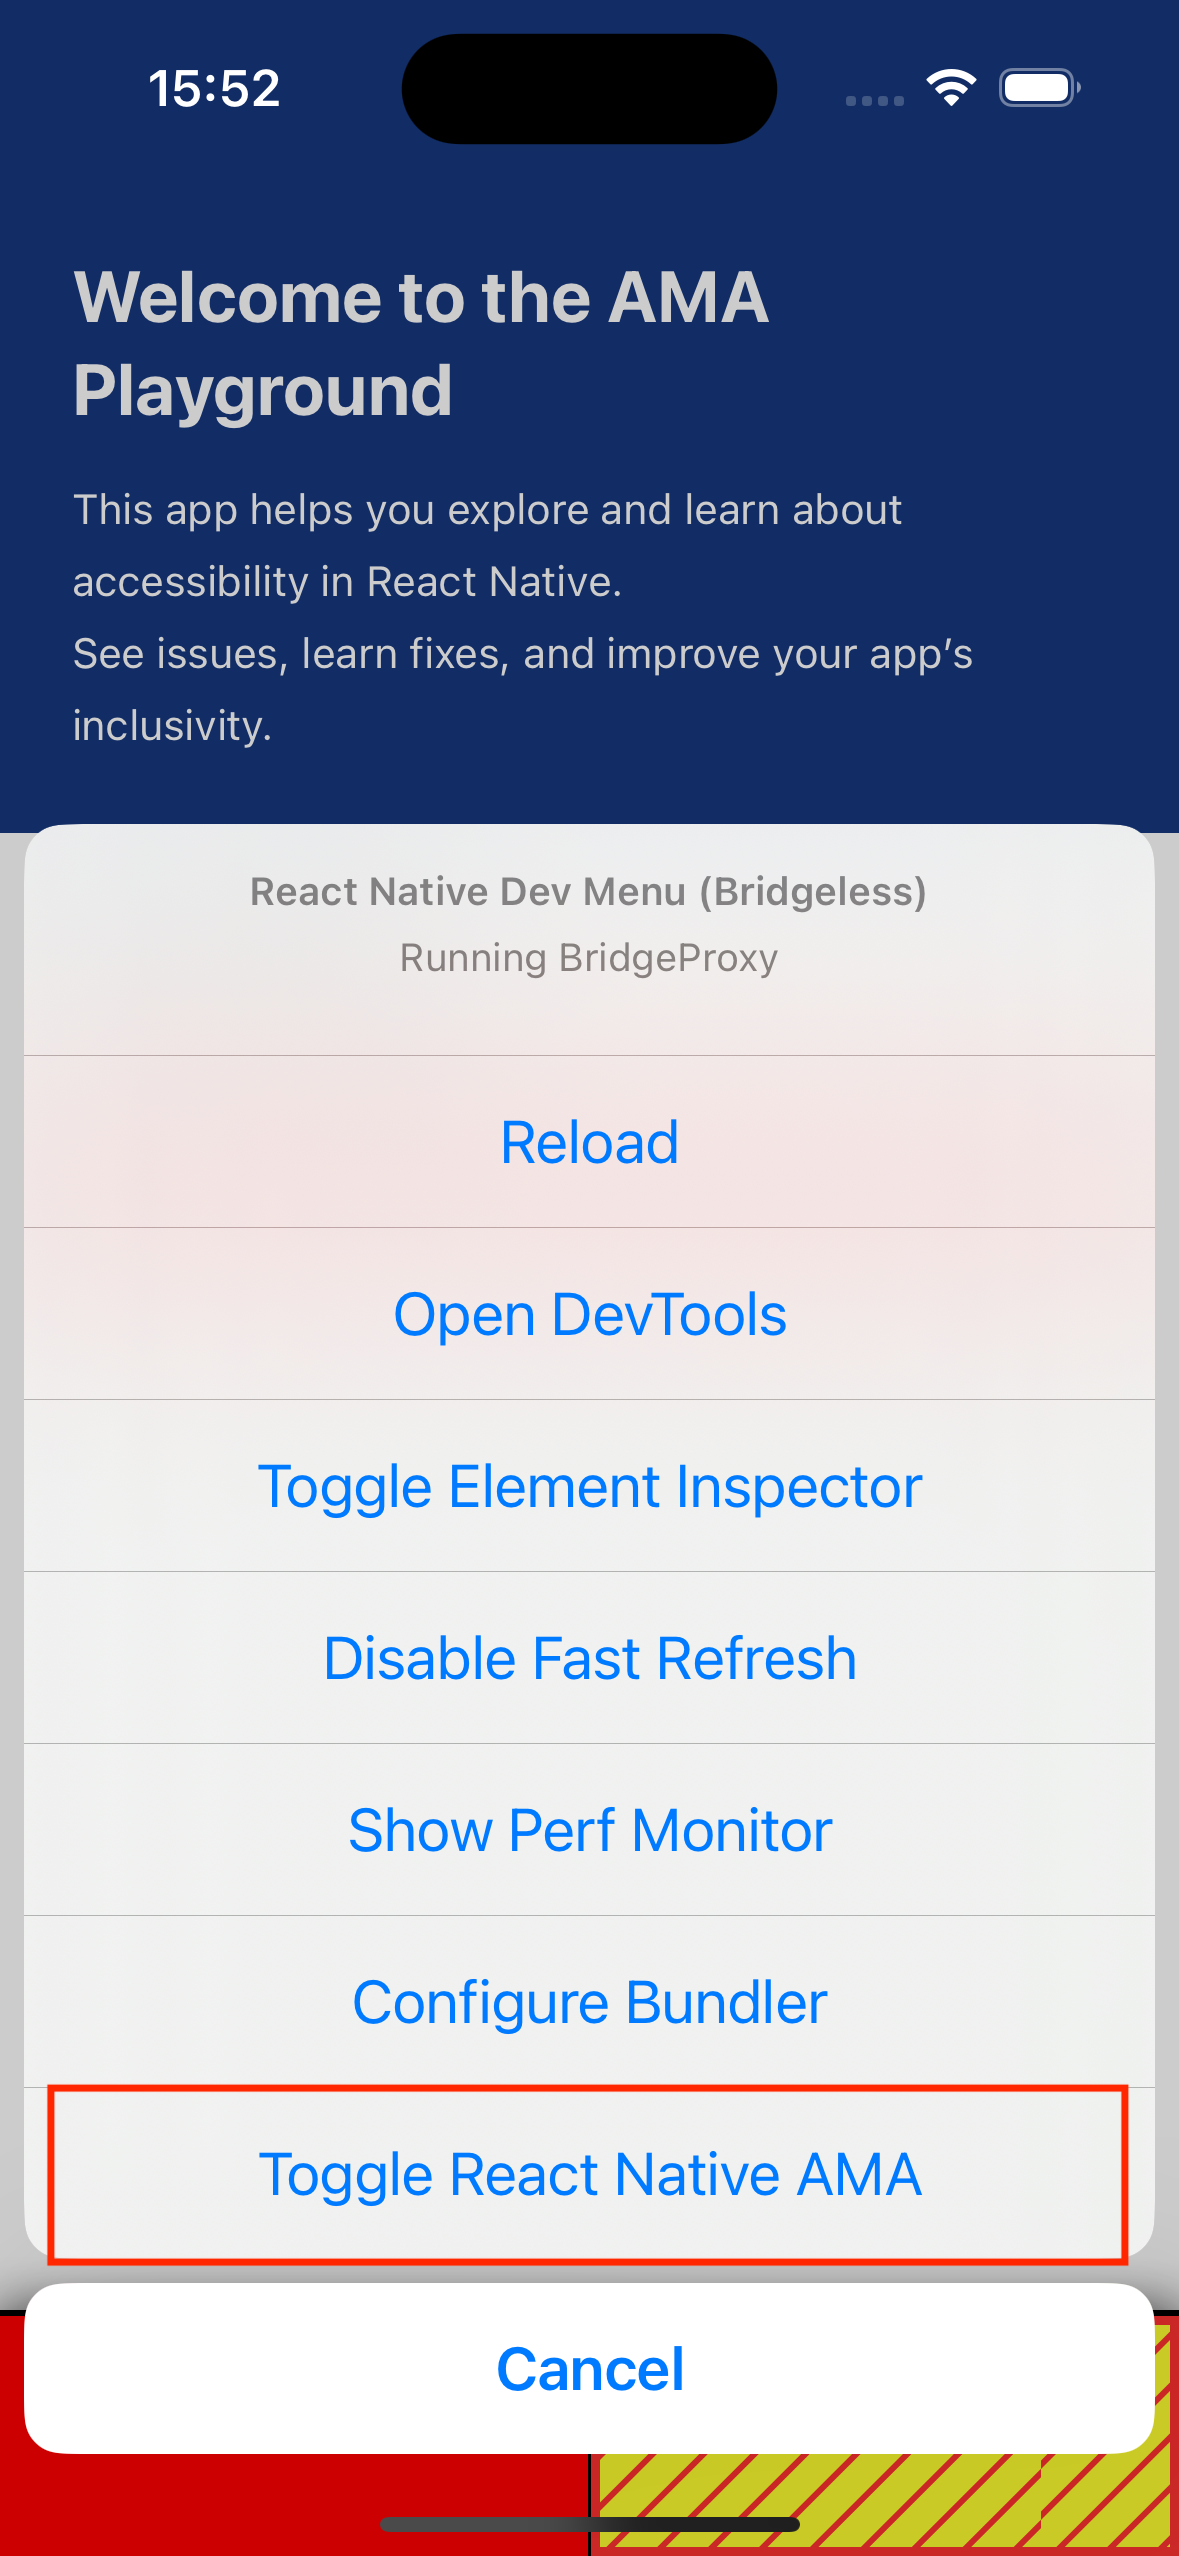 15:52
Welcome to the AMA
Playground
This app helps you explore and learn about
accessibility in React Native.
See issues, learn fixes, and improve your app’s
inclusivity.
React Native Dev Menu (Bridgeless)
Running BridgeProxy
Reload
Open DevTools
Toggle Element Inspector
Disable Fast Refresh
Show Perf Monitor
Configure Bundler
Toggle React Native AMA
Cancel